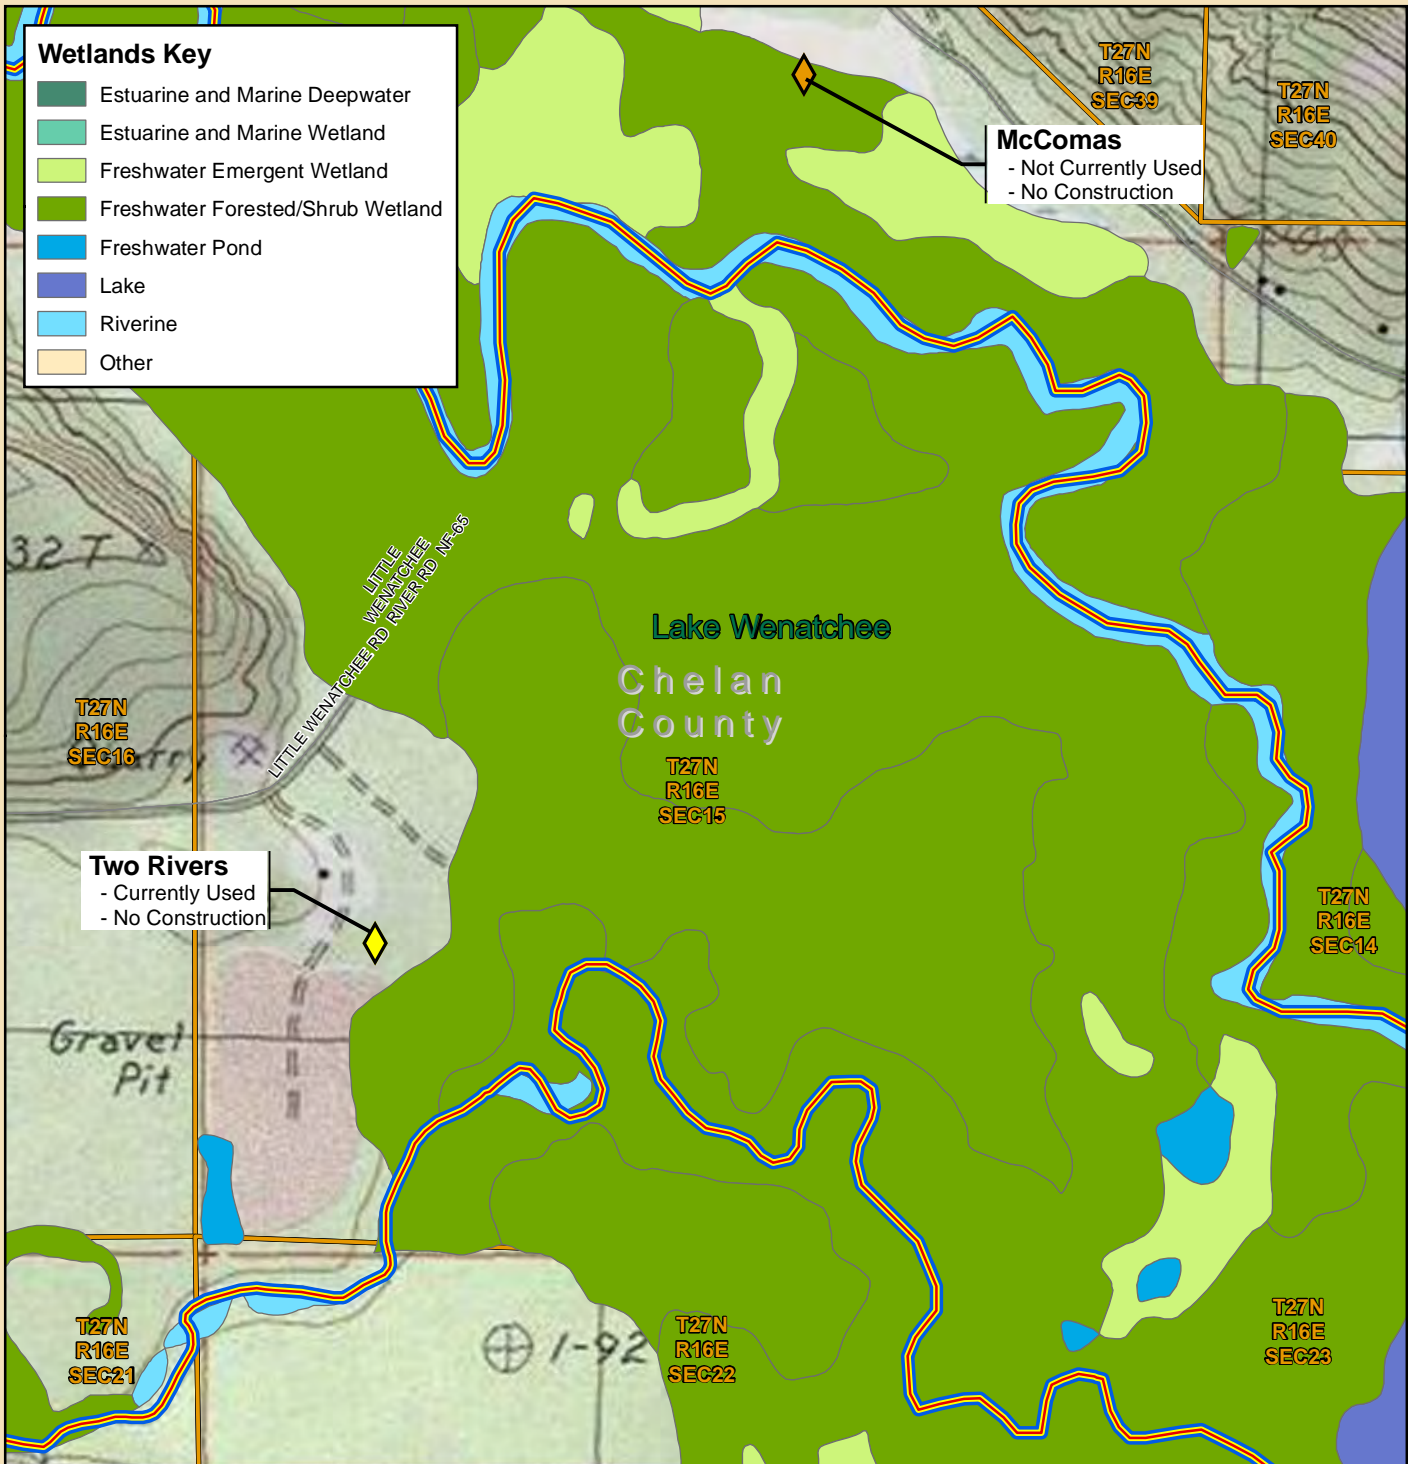 Wetlands Key
Estuarine and Marine Deepwater
Estuarine and Marine Wetland
Freshwater Emergent Wetland
Freshwater Forested/Shrub Wetland
Freshwater Pond
Lake
Riverine
Other
T27N
R16E
SEC39
T27N
R16E
SEC40
McComas
- Not Currently Used
- No Construction
32T
LITTLE
WENATCHEE
RIVER RD NF-65
LITTLE WENATCHEE RD
Lake Wenatchee
Chelan
County
T27N
R16E
SEC16
T27N
R16E
SEC15
Two Rivers
- Currently Used
- No Construction
T27N
R16E
SEC14
Gravel
Pit
T27N
R16E
SEC21
1-92
T27N
R16E
SEC22
T27N
R16E
SEC23